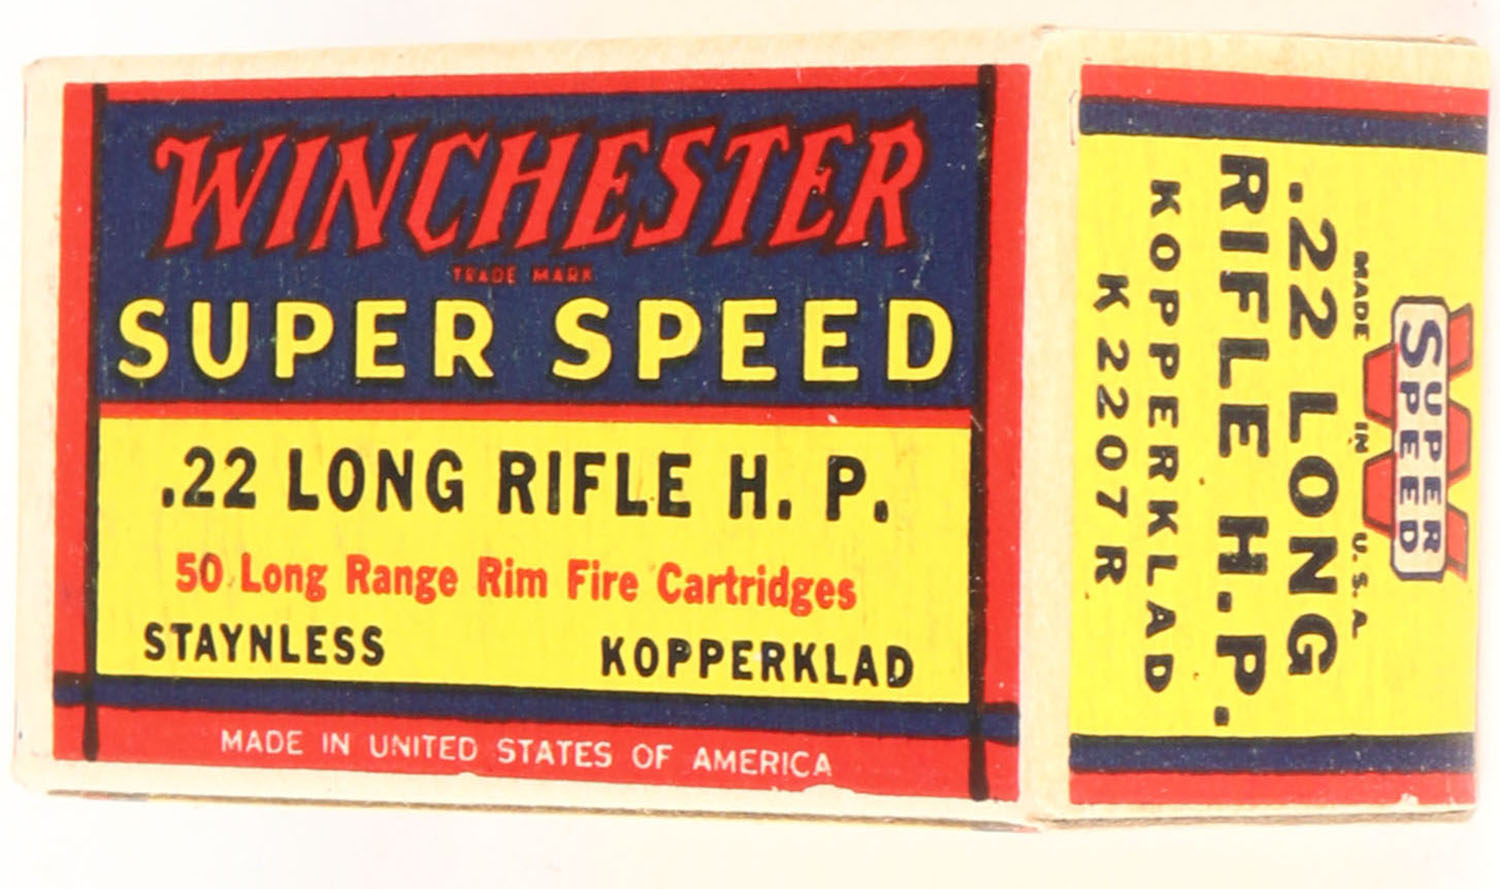 WINCHESTER
TRADE MARK
SUPER SPEED
.22 LONG RIFLE H. P.
50 Long Range Rim Fire Cartridges
STAYNLESS KOPPERKLAD
MADE IN UNITED STATES OF AMERICA
W
SUPER
SPEED
MADE IN U.S.A.
.22 LONG
RIFLE H.P.
KOPPERKLAD
K2207R